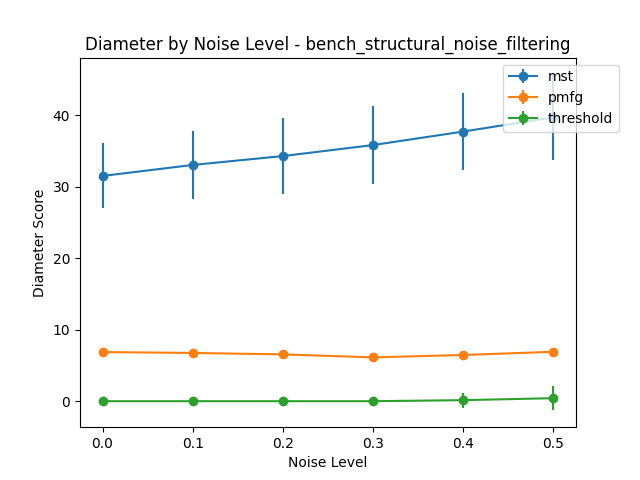 Diameter by Noise Level - bench_structural_noise_filtering
mst
pmfg
threshold
Diameter Score
40
30
20
10
0
0.0 0.1 0.2 0.3 0.4 0.5
Noise Level